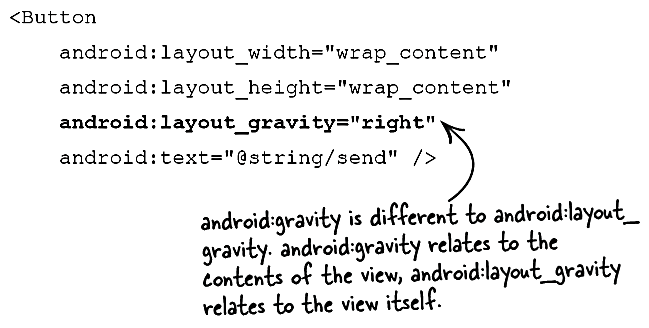 <Button
android:layout_width="wrap_content"
android:layout_height="wrap_content"
android:layout_gravity="right"
android:text="@string/send" />
android:gravity is different to android:layout_
gravity. android:gravity relates to the
contents of the view, android:layout_gravity
relates to the view itself.